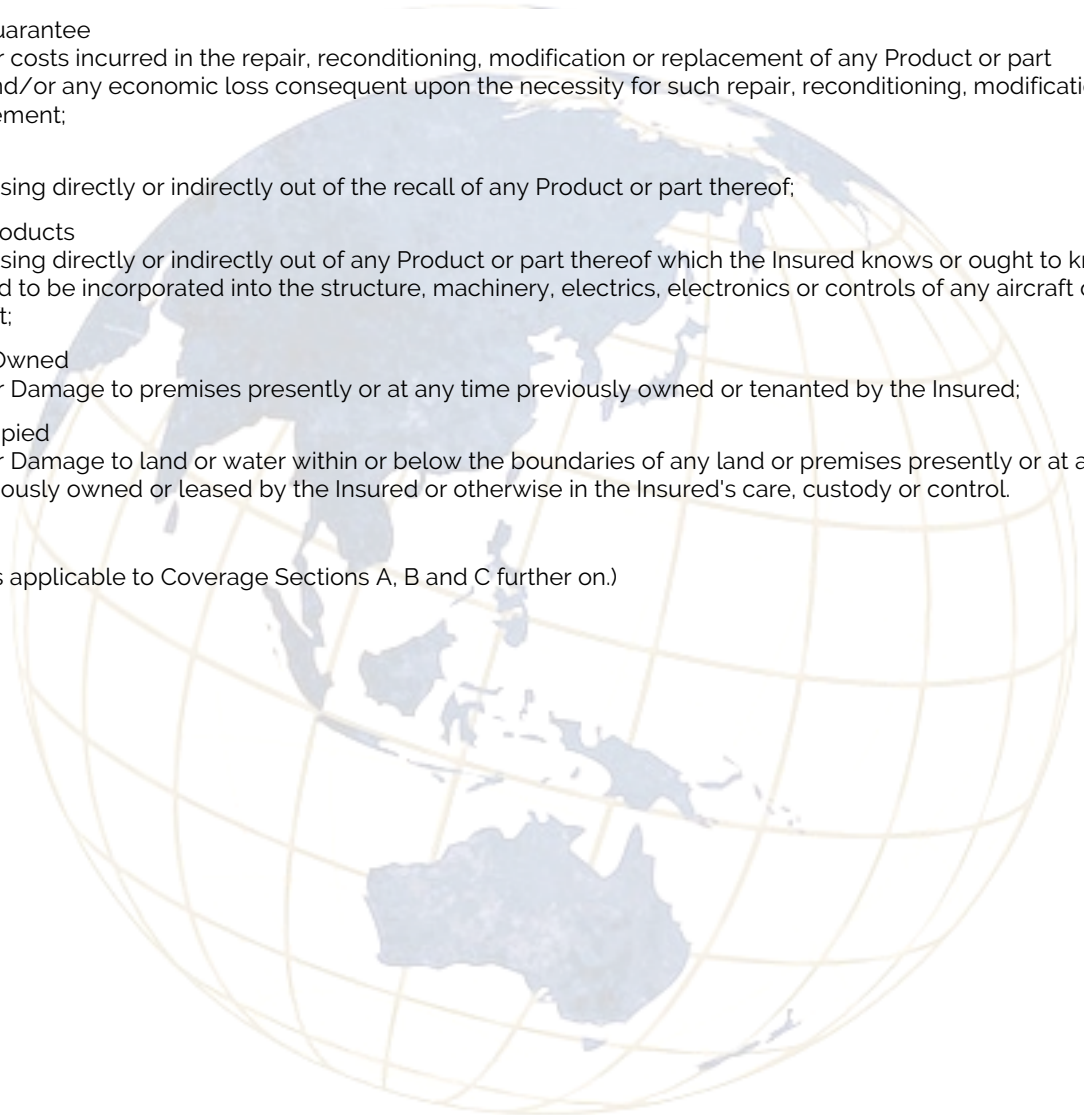 uarantee
r costs incurred in the repair, reconditioning, modification or replacement of any Product or part
nd/or any economic loss consequent upon the necessity for such repair, reconditioning, modificati
ement;
sing directly or indirectly out of the recall of any Product or part thereof;
oducts
sing directly or indirectly out of any Product or part thereof which the Insured knows or ought to kn
d to be incorporated into the structure, machinery, electrics, electronics or controls of any aircraft o
t;
Owned
r Damage to premises presently or at any time previously owned or tenanted by the Insured;
pied
r Damage to land or water within or below the boundaries of any land or premises presently or at a
ously owned or leased by the Insured or otherwise in the Insured's care, custody or control.
s applicable to Coverage Sections A, B and C further on.)